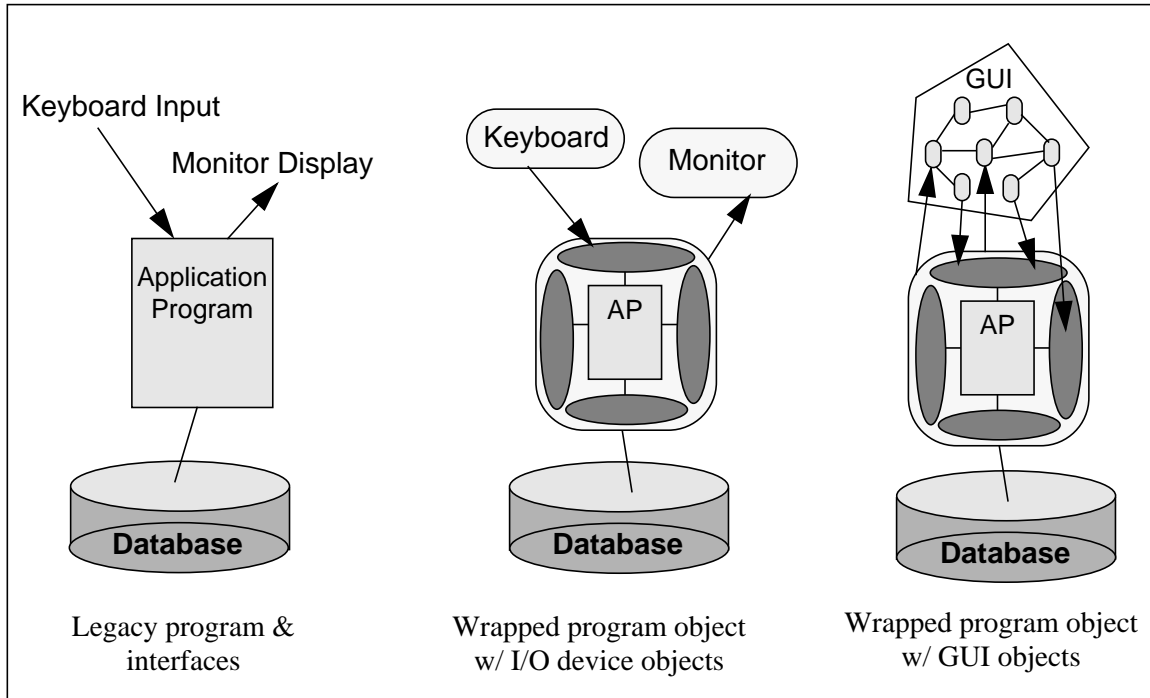 Keyboard Input
Monitor Display
Application
Program
Database
Legacy program &
interfaces
Keyboard
Monitor
AP
Database
Wrapped program object
w/ I/O device objects
GUI
AP
Database
Wrapped program object
w/ GUI objects